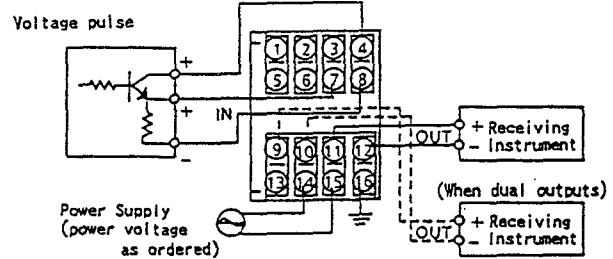 Voltage pulse
+
+
-
IN
1 2 3 4
5 6 7 8
9 10 11 12
13 14 15 16
OUT
+ Receiving
- Instrument
(When dual outputs)
OUT
+ Receiving
- Instrument
Power Supply
(power voltage
as ordered)